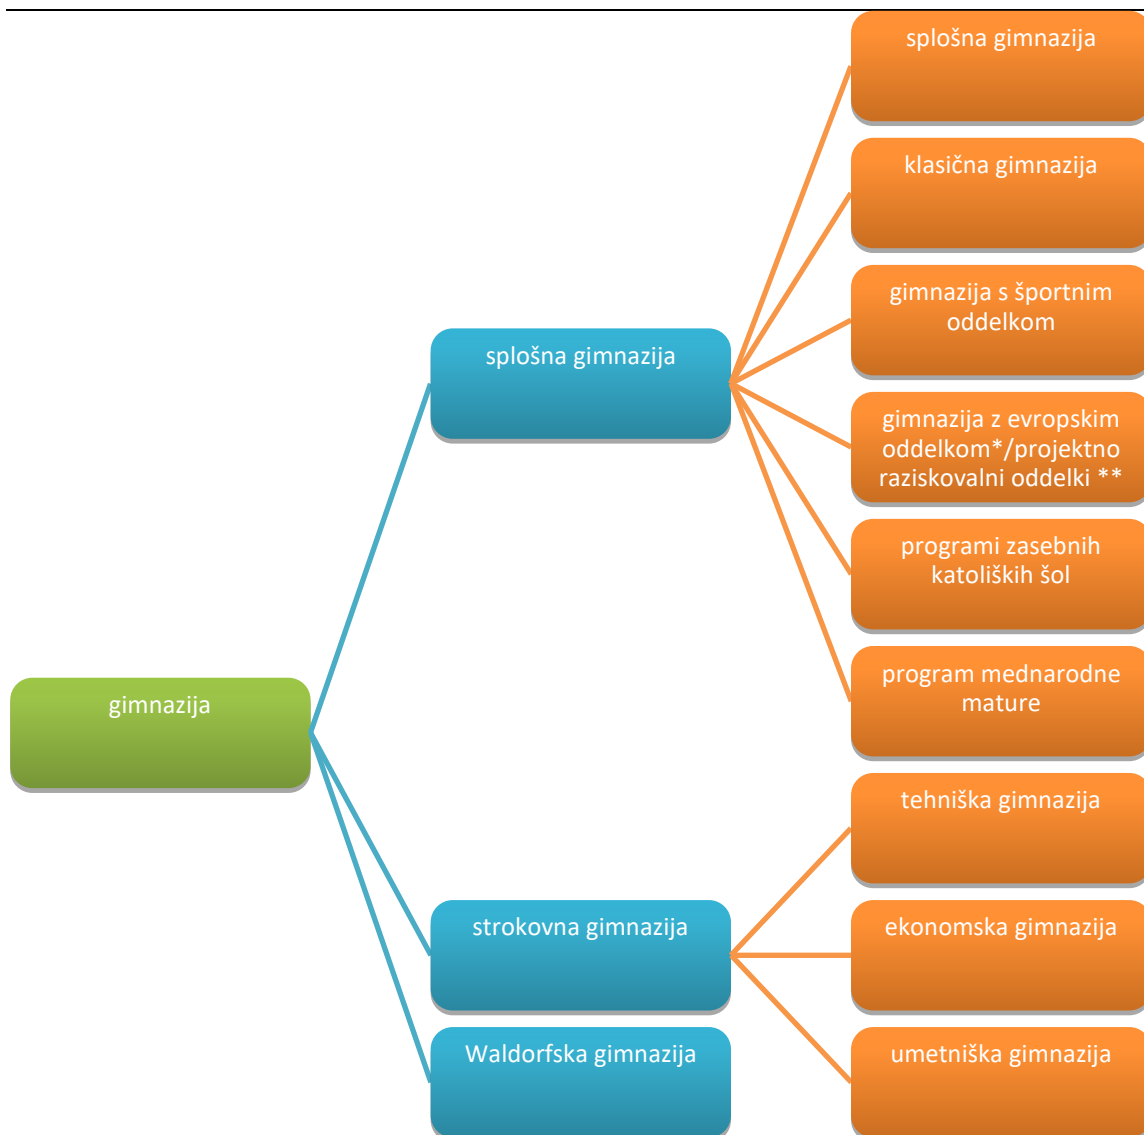 splošna gimnazija
klasična gimnazija
gimnazija s športnim
oddelkom
splošna gimnazija
gimnazija z evropskim
oddelkom*/projektno
raziskovalni oddelki **
programi zasebnih
katoliških šol
program mednarodne
mature
gimnazija
tehniška gimnazija
strokovna gimnazija
ekonomska gimnazija
Waldorfska gimnazija
umetniška gimnazija